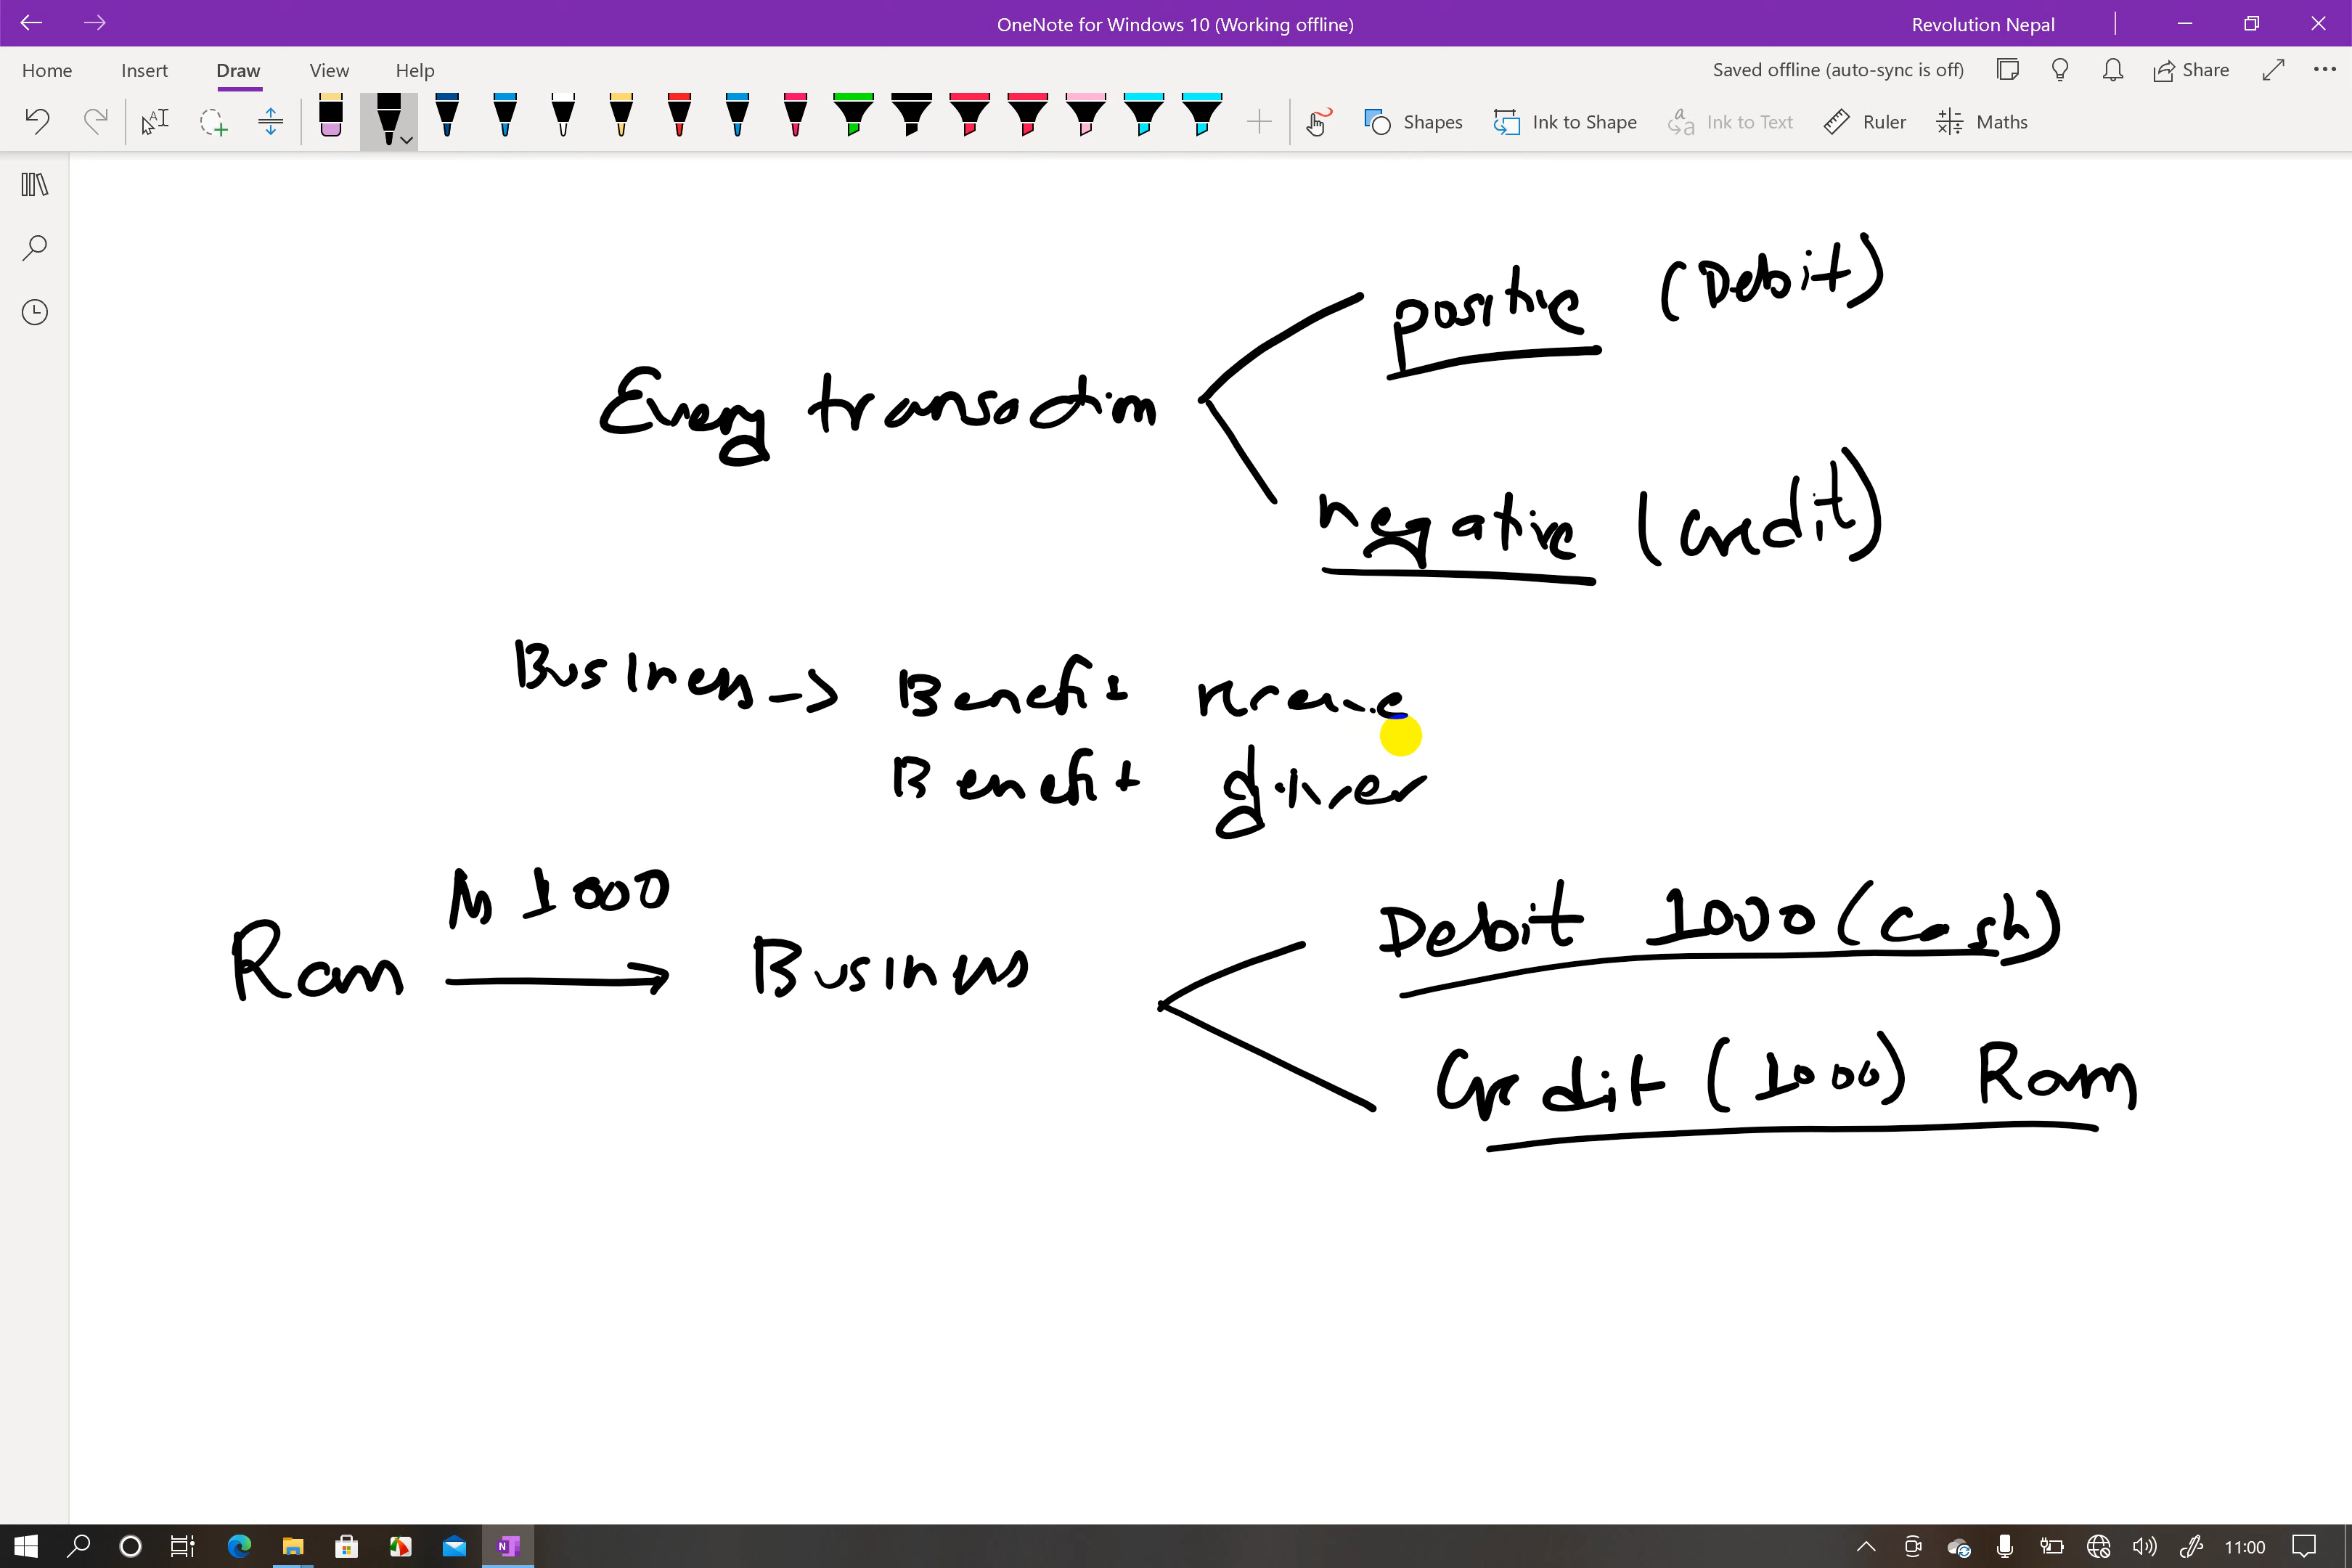 OneNote for Windows 10 (Working offline)
Revolution Nepal
Home Insert Draw View Help
Saved offline (auto-sync is off) Share
Shapes Ink to Shape Ink to Text Ruler Maths
positive (Debit)
Every transaction
negative (credit)
Business -> Benefit
Benefit giver
1000
Ram → Business
Debit 1000 (cash)
Credit (1000) Ram
11:00